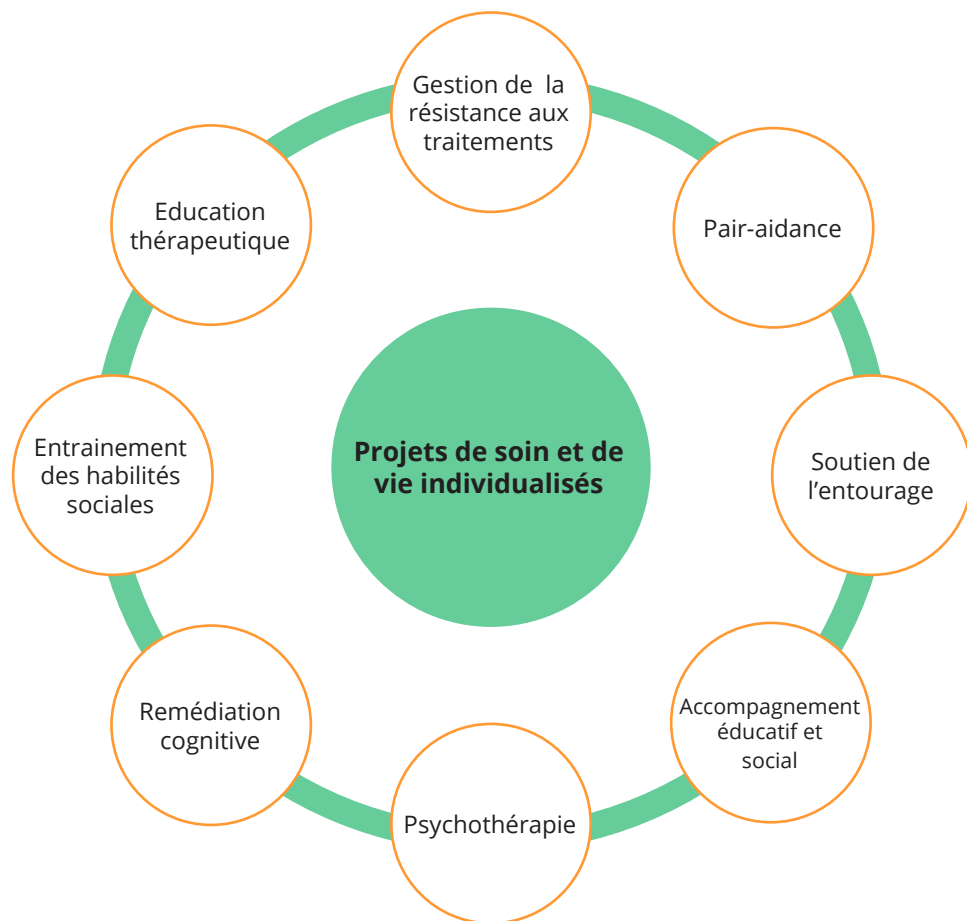 Gestion de la
résistance aux
traitements
Pair-aidance
Soutien de
l’entourage
Accompagnement
éducatif et
social
Psychothérapie
Remédiation
cognitive
Entrainement
des habilités
sociales
Education
thérapeutique
Projets de soin et de
vie individualisés